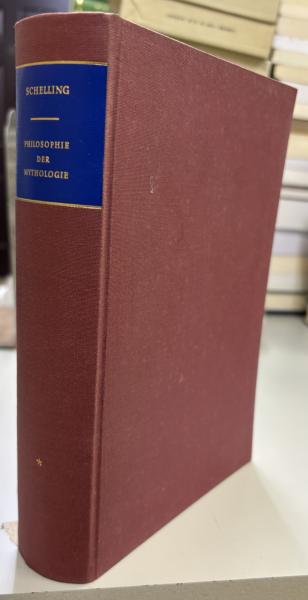 SCHELLING
PHILOSOPHIE
DER
MYTHOLOGIE
*